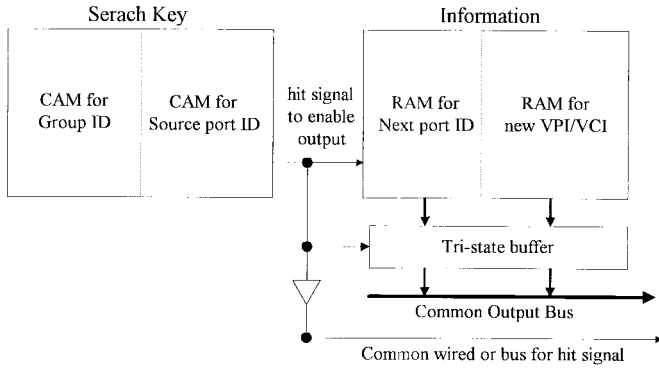 Serach Key
Information
CAM for
Group ID
CAM for
Source port ID
hit signal
to enable
output
RAM for
Next port ID
RAM for
new VPI/VCI
Tri-state buffer
Common Output Bus
Common wired or bus for hit signal